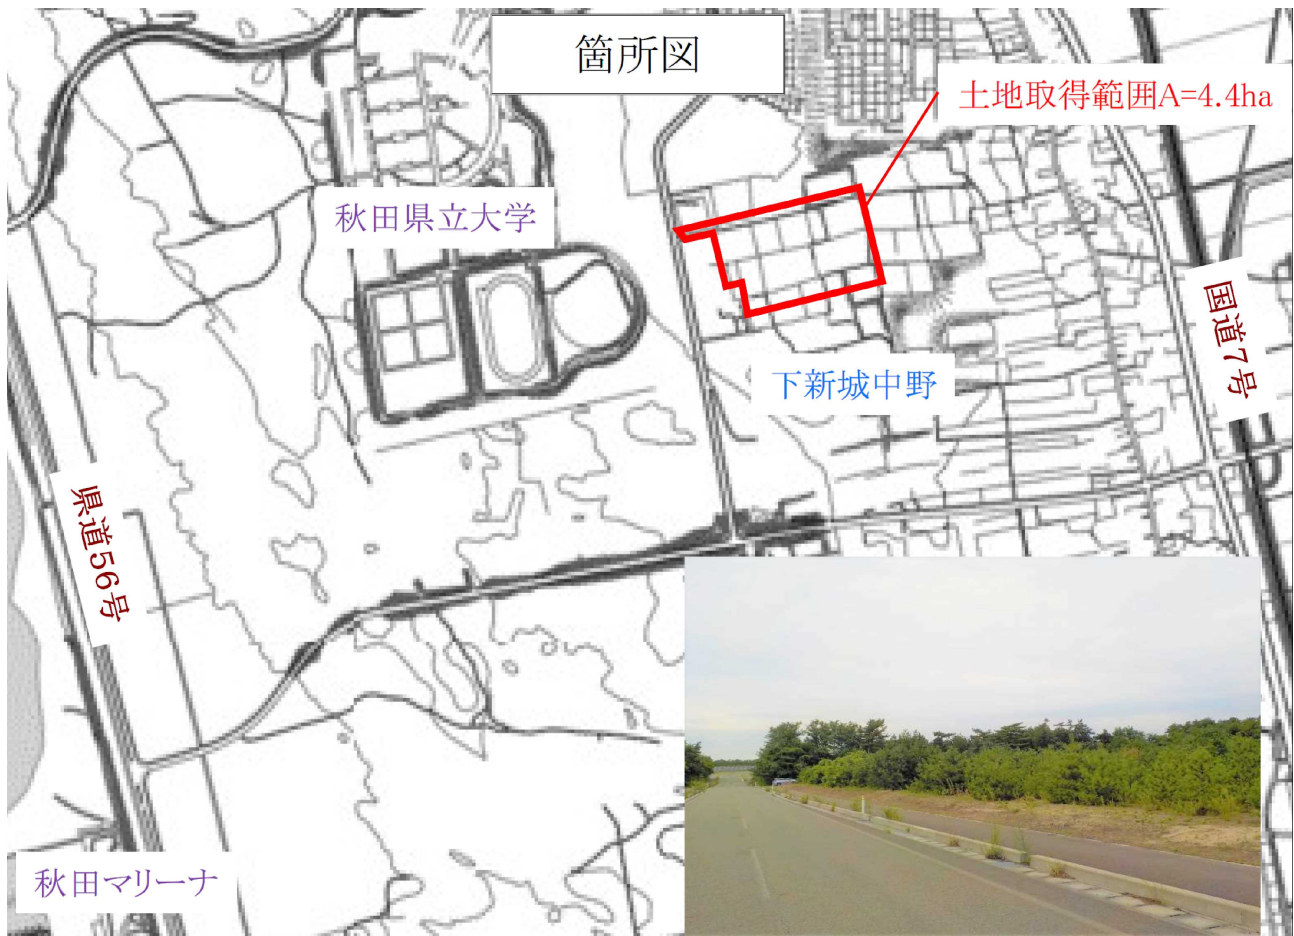 箇所図
土地取得範囲A=4.4ha
秋田県立大学
国道7号
下新城中野
県道56号
秋田マリーナ